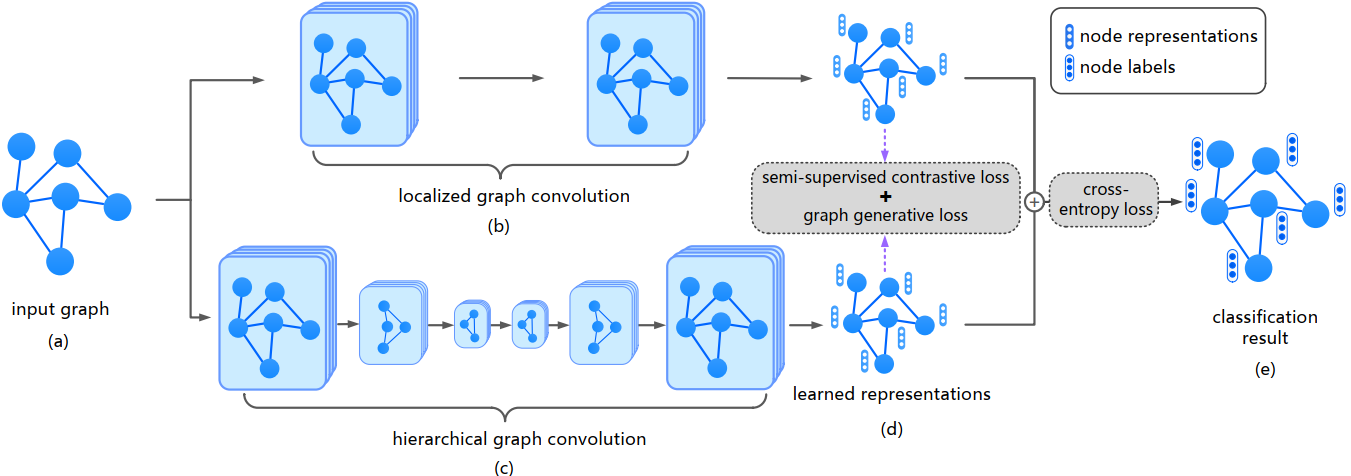 node representations
node labels
semi-supervised contrastive loss
+
graph generative loss
cross-
entropy loss
localized graph convolution
(b)
input graph
(a)
classification
result
(e)
learned representations
(d)
hierarchical graph convolution
(c)